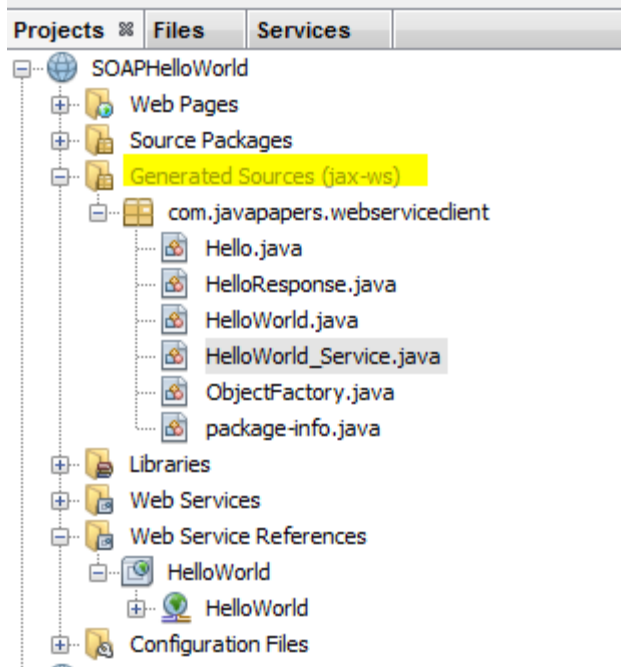 Projects Files Services
SOAPHelloWorld
Web Pages
Source Packages
Generated Sources (jax-ws)
com.javapapers.webserviceclient
Hello.java
HelloResponse.java
HelloWorld.java
HelloWorld_Service.java
ObjectFactory.java
package-info.java
Libraries
Web Services
Web Service References
HelloWorld
HelloWorld
Configuration Files